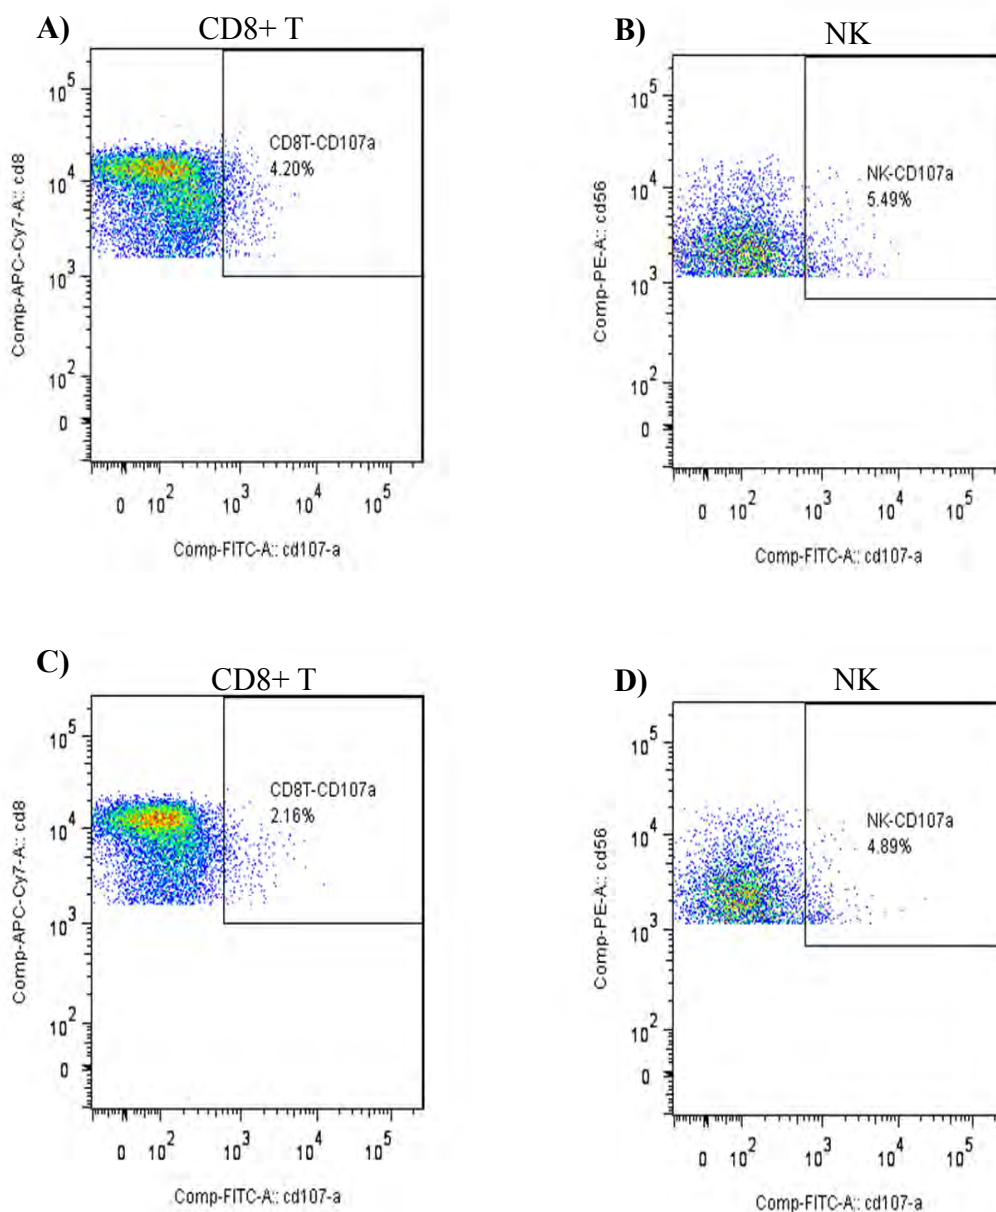 A)
CD8+ T
10^5
10^4
10^3
10^2
0
Comp-APC-Cy7-A:: cd8
CD8T-CD107a
4.20%
0 10^2 10^3 10^4 10^5
Comp-FITC-A:: cd107-a
B)
NK
10^5
10^4
10^3
10^2
0
Comp-PE-A:: cd56
NK-CD107a
5.49%
0 10^2 10^3 10^4 10^5
Comp-FITC-A:: cd107-a
C)
CD8+ T
10^5
10^4
10^3
10^2
0
Comp-APC-Cy7-A:: cd8
CD8T-CD107a
2.16%
0 10^2 10^3 10^4 10^5
Comp-FITC-A:: cd107-a
D)
NK
10^5
10^4
10^3
10^2
0
Comp-PE-A:: cd56
NK-CD107a
4.89%
0 10^2 10^3 10^4 10^5
Comp-FITC-A:: cd107-a